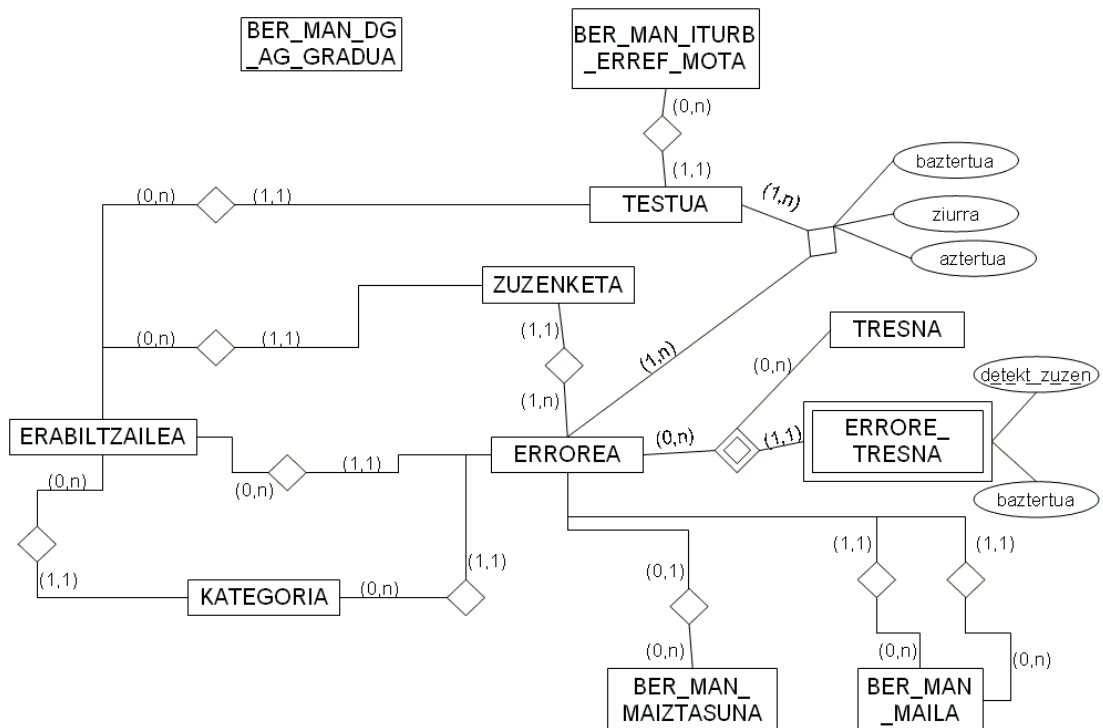 BER_MAN_DG
_AG_GRADUA
BER_MAN_ITURB
_ERREF_MOTA
(0,n)
(1,1)
baztertua
(0,n)
(1,1)
TESTUA
(1,n)
ziurra
aztertua
ZUZENKETA
(0,n)
(1,1)
(1,1)
TRESNA
(1,n)
(0,n)
(1,n)
detekt_zuzen
ERABILTZAILEA
(0,n)
(1,1)
ERROREA
(0,n)
(1,1)
ERRORE_
TRESNA
(0,n)
baztertua
(1,1)
(1,1)
(0,1)
(1,1)
(1,1)
KATEGORIA
(0,n)
(0,n)
(0,n)
(0,n)
BER_MAN_
MAIZTASUNA
BER_MAN
_MAILA